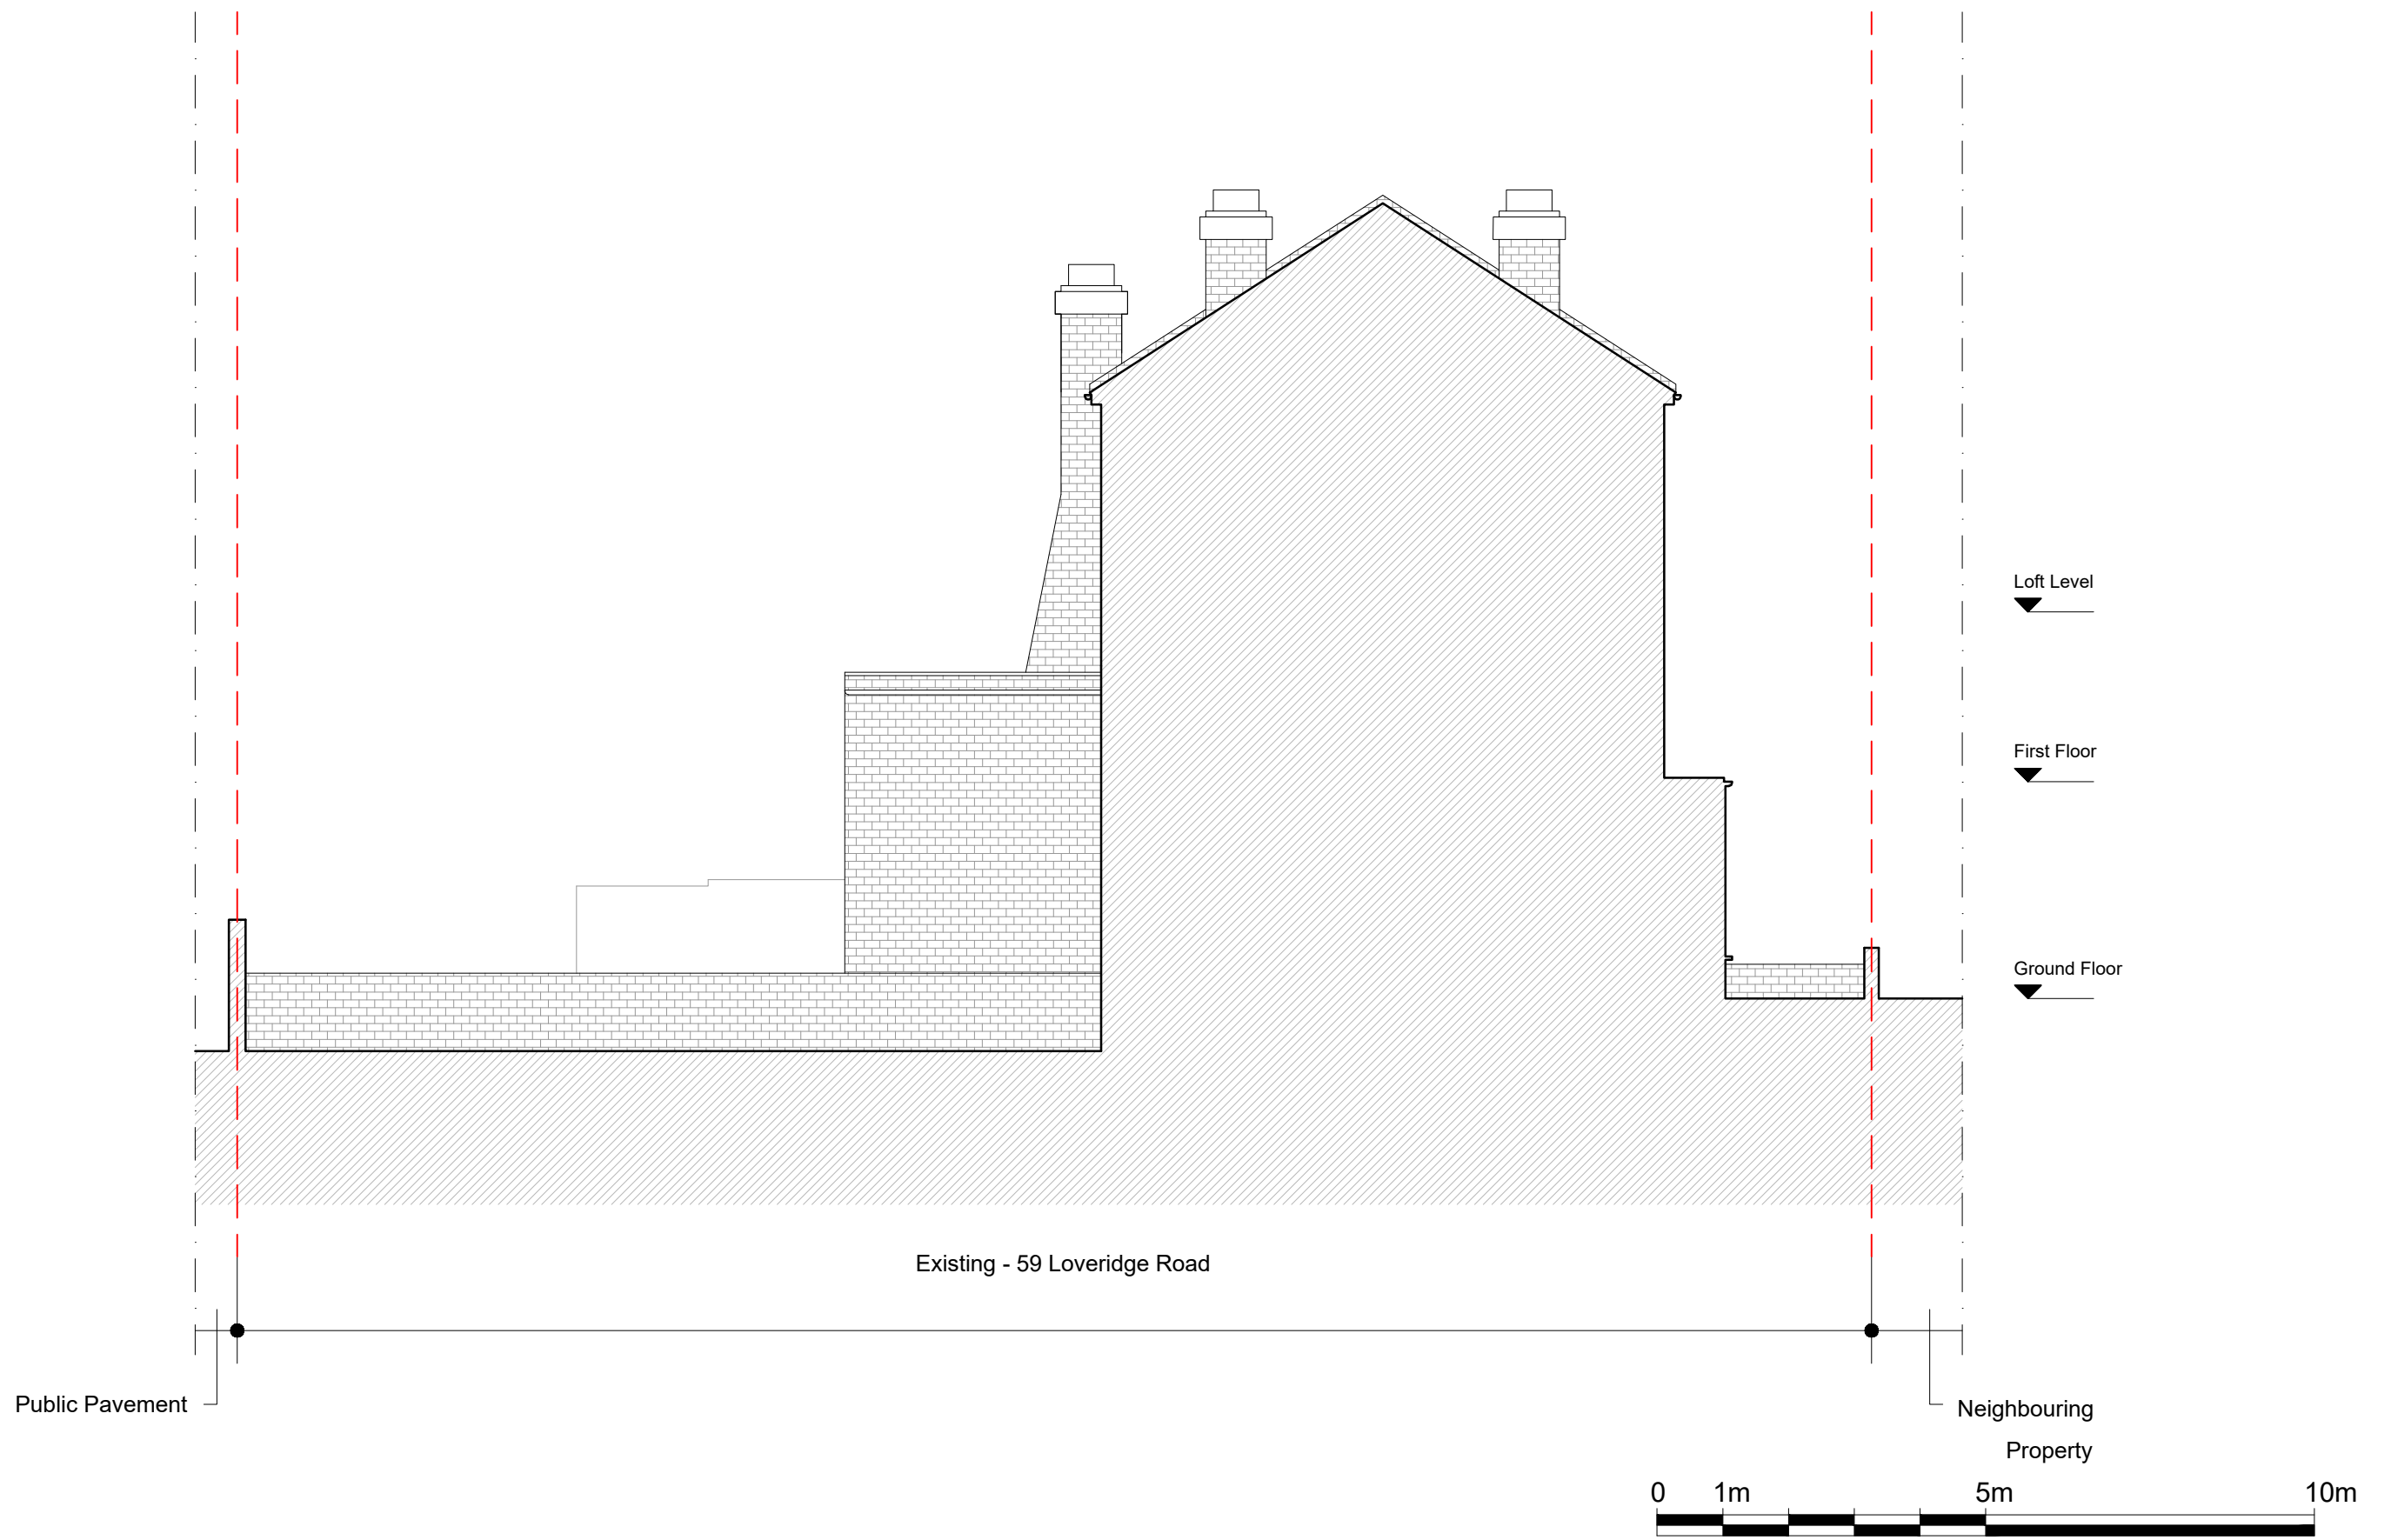 Loft Level
First Floor
Ground Floor
Existing - 59 Loveridge Road
Public Pavement
Neighbouring
Property
0 1m 5m 10m